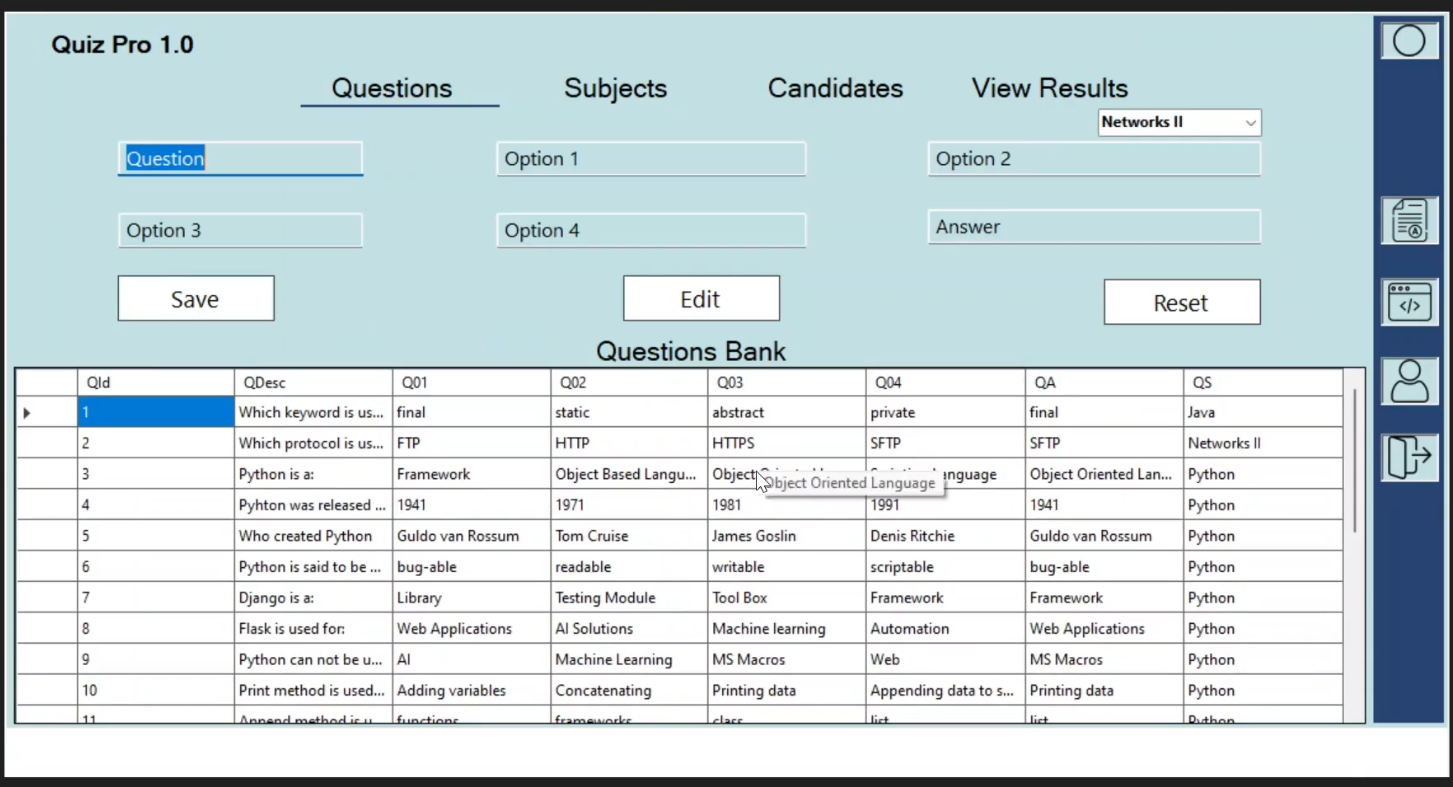 Quiz Pro 1.0
Questions Subjects Candidates View Results
Networks II
Question Option 1 Option 2
Option 3 Option 4 Answer
Save Edit Reset
Questions Bank
QId QDesc Q01 Q02 Q03 Q04 QA QS
1 Which keyword is us... final static abstract private final Java
2 Which protocol is us... FTP HTTP HTTPS SFTP SFTP Networks II
3 Python is a: Framework Object Based Langu... Object Language Object Oriented Lan... Python
Object Oriented Language
4 Pyhton was released ... 1941 1971 1981 1991 1941 Python
5 Who created Python Guldo van Rossum Tom Cruise James Goslin Denis Ritchie Guldo van Rossum Python
6 Python is said to be ... bug-able readable writable scriptable bug-able Python
7 Django is a: Library Testing Module Tool Box Framework Framework Python
8 Flask is used for: Web Applications AI Solutions Machine learning Automation Web Applications Python
9 Python can not be u... AI Machine Learning MS Macros Web MS Macros Python
10 Print method is used... Adding variables Concatenating Printing data Appending data to s... Printing data Python
11 Append method is u... functions frameworks class list list Python